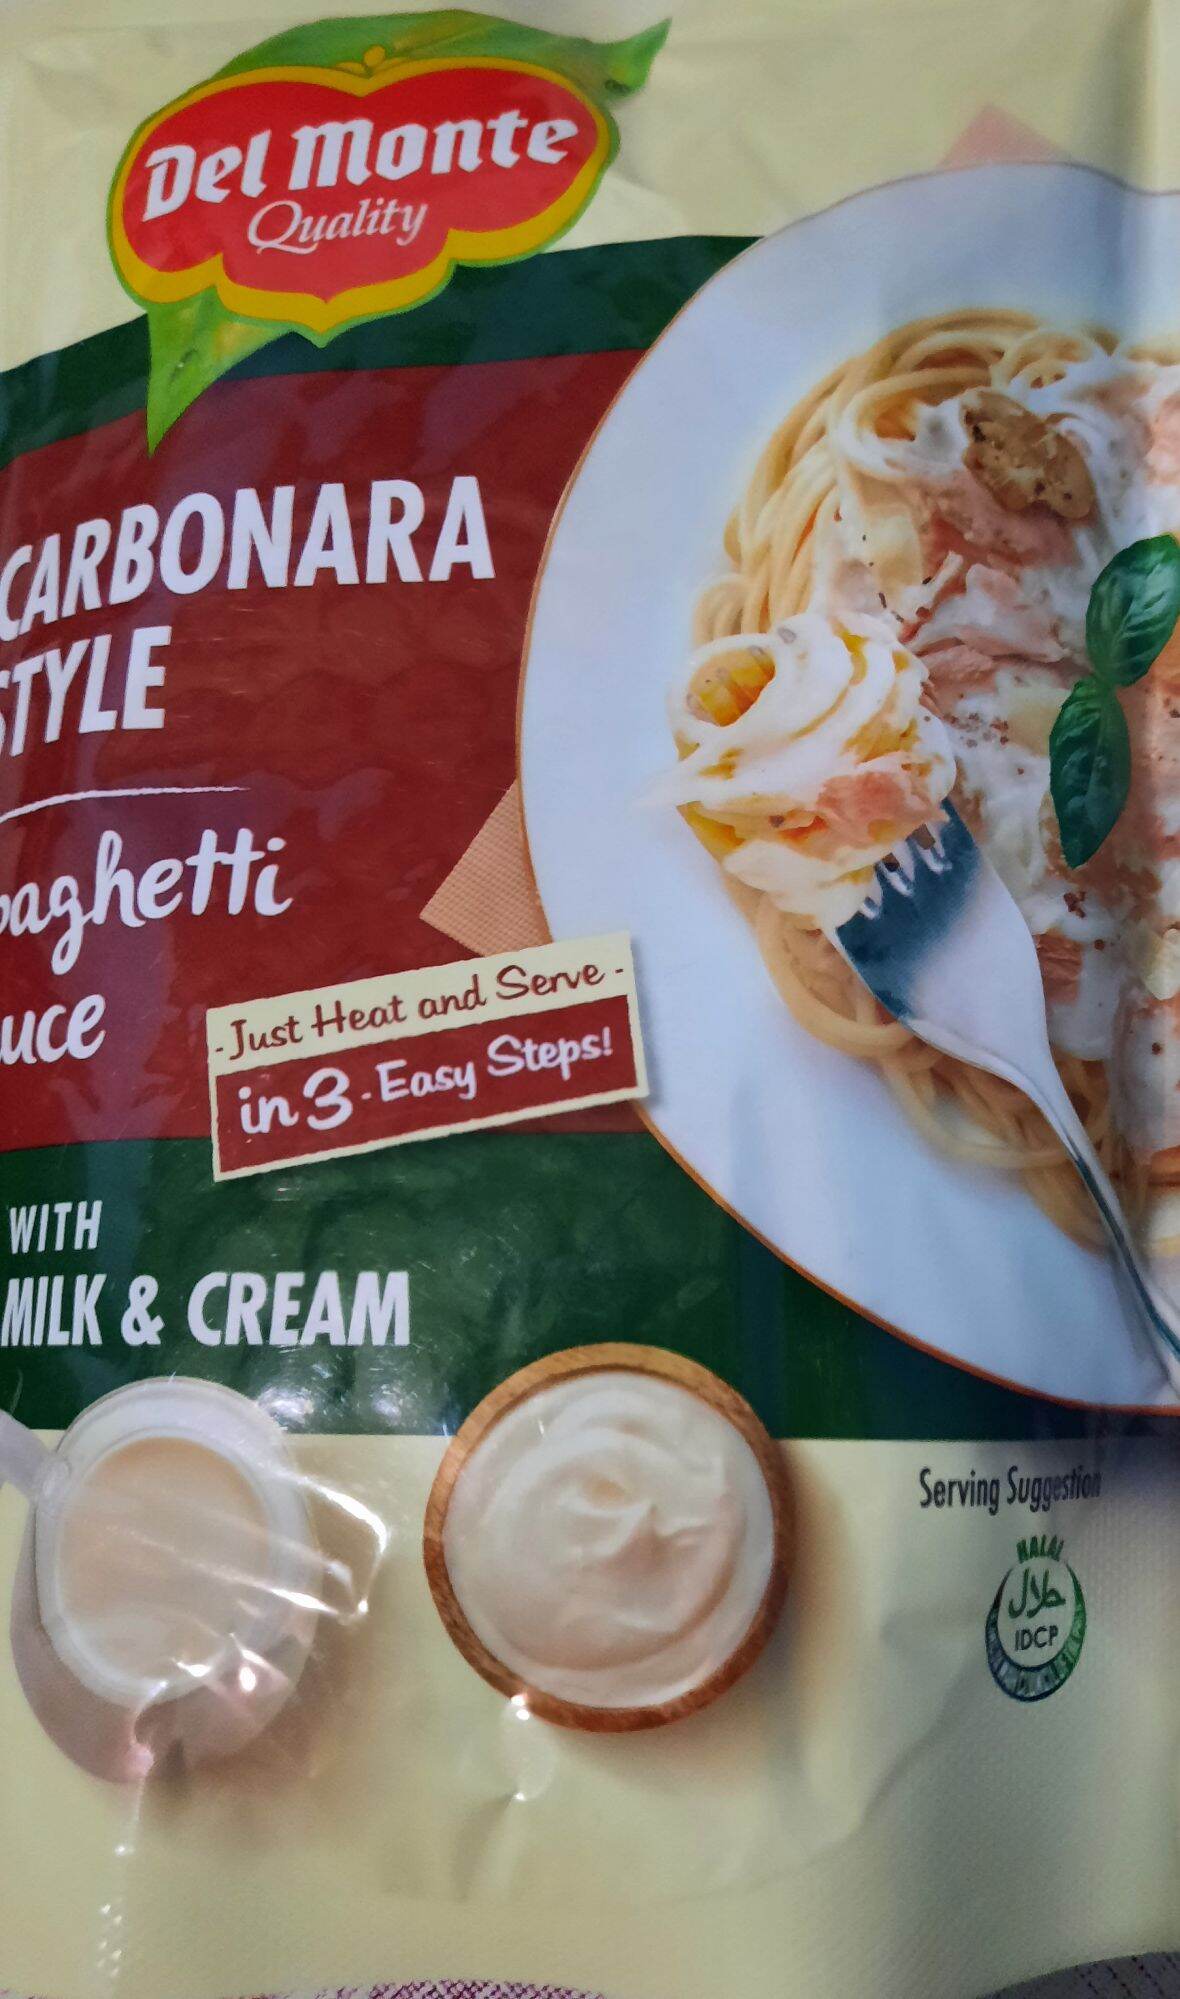 Del Monte
Quality
CARBONARA
STYLE
paghetti
uce
- Just Heat and Serve -
in 3-Easy Steps!
WITH
MILK & CREAM
Serving Suggestion
HALAL
حلال
IDCP